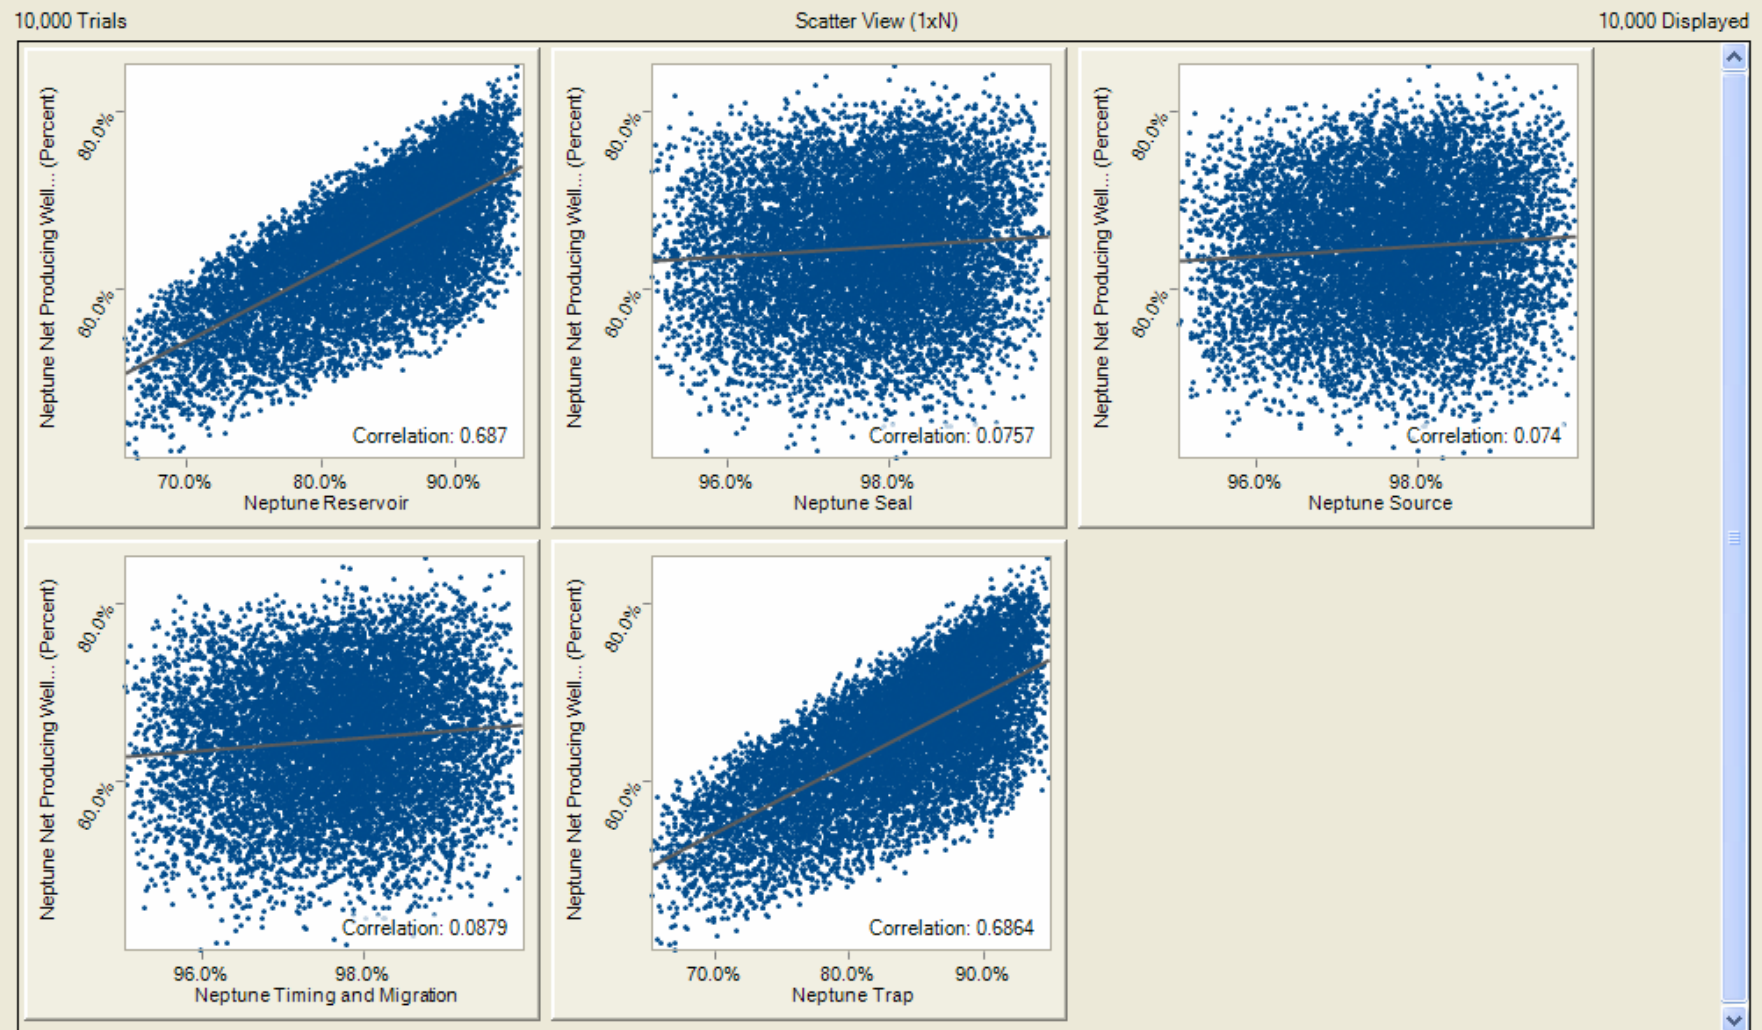 10,000 Trials
Scatter View (1xN)
10,000 Displayed
Neptune Net Producing Well... (Percent)
80.0%
60.0%
Correlation: 0.687
70.0%
80.0%
90.0%
Neptune Reservoir
Neptune Net Producing Well... (Percent)
80.0%
60.0%
Correlation: 0.0757
96.0%
98.0%
Neptune Seal
Neptune Net Producing Well... (Percent)
80.0%
60.0%
Correlation: 0.074
96.0%
98.0%
Neptune Source
Neptune Net Producing Well... (Percent)
80.0%
60.0%
Correlation: 0.0879
96.0%
98.0%
Neptune Timing and Migration
Neptune Net Producing Well... (Percent)
80.0%
60.0%
Correlation: 0.6864
70.0%
80.0%
90.0%
Neptune Trap